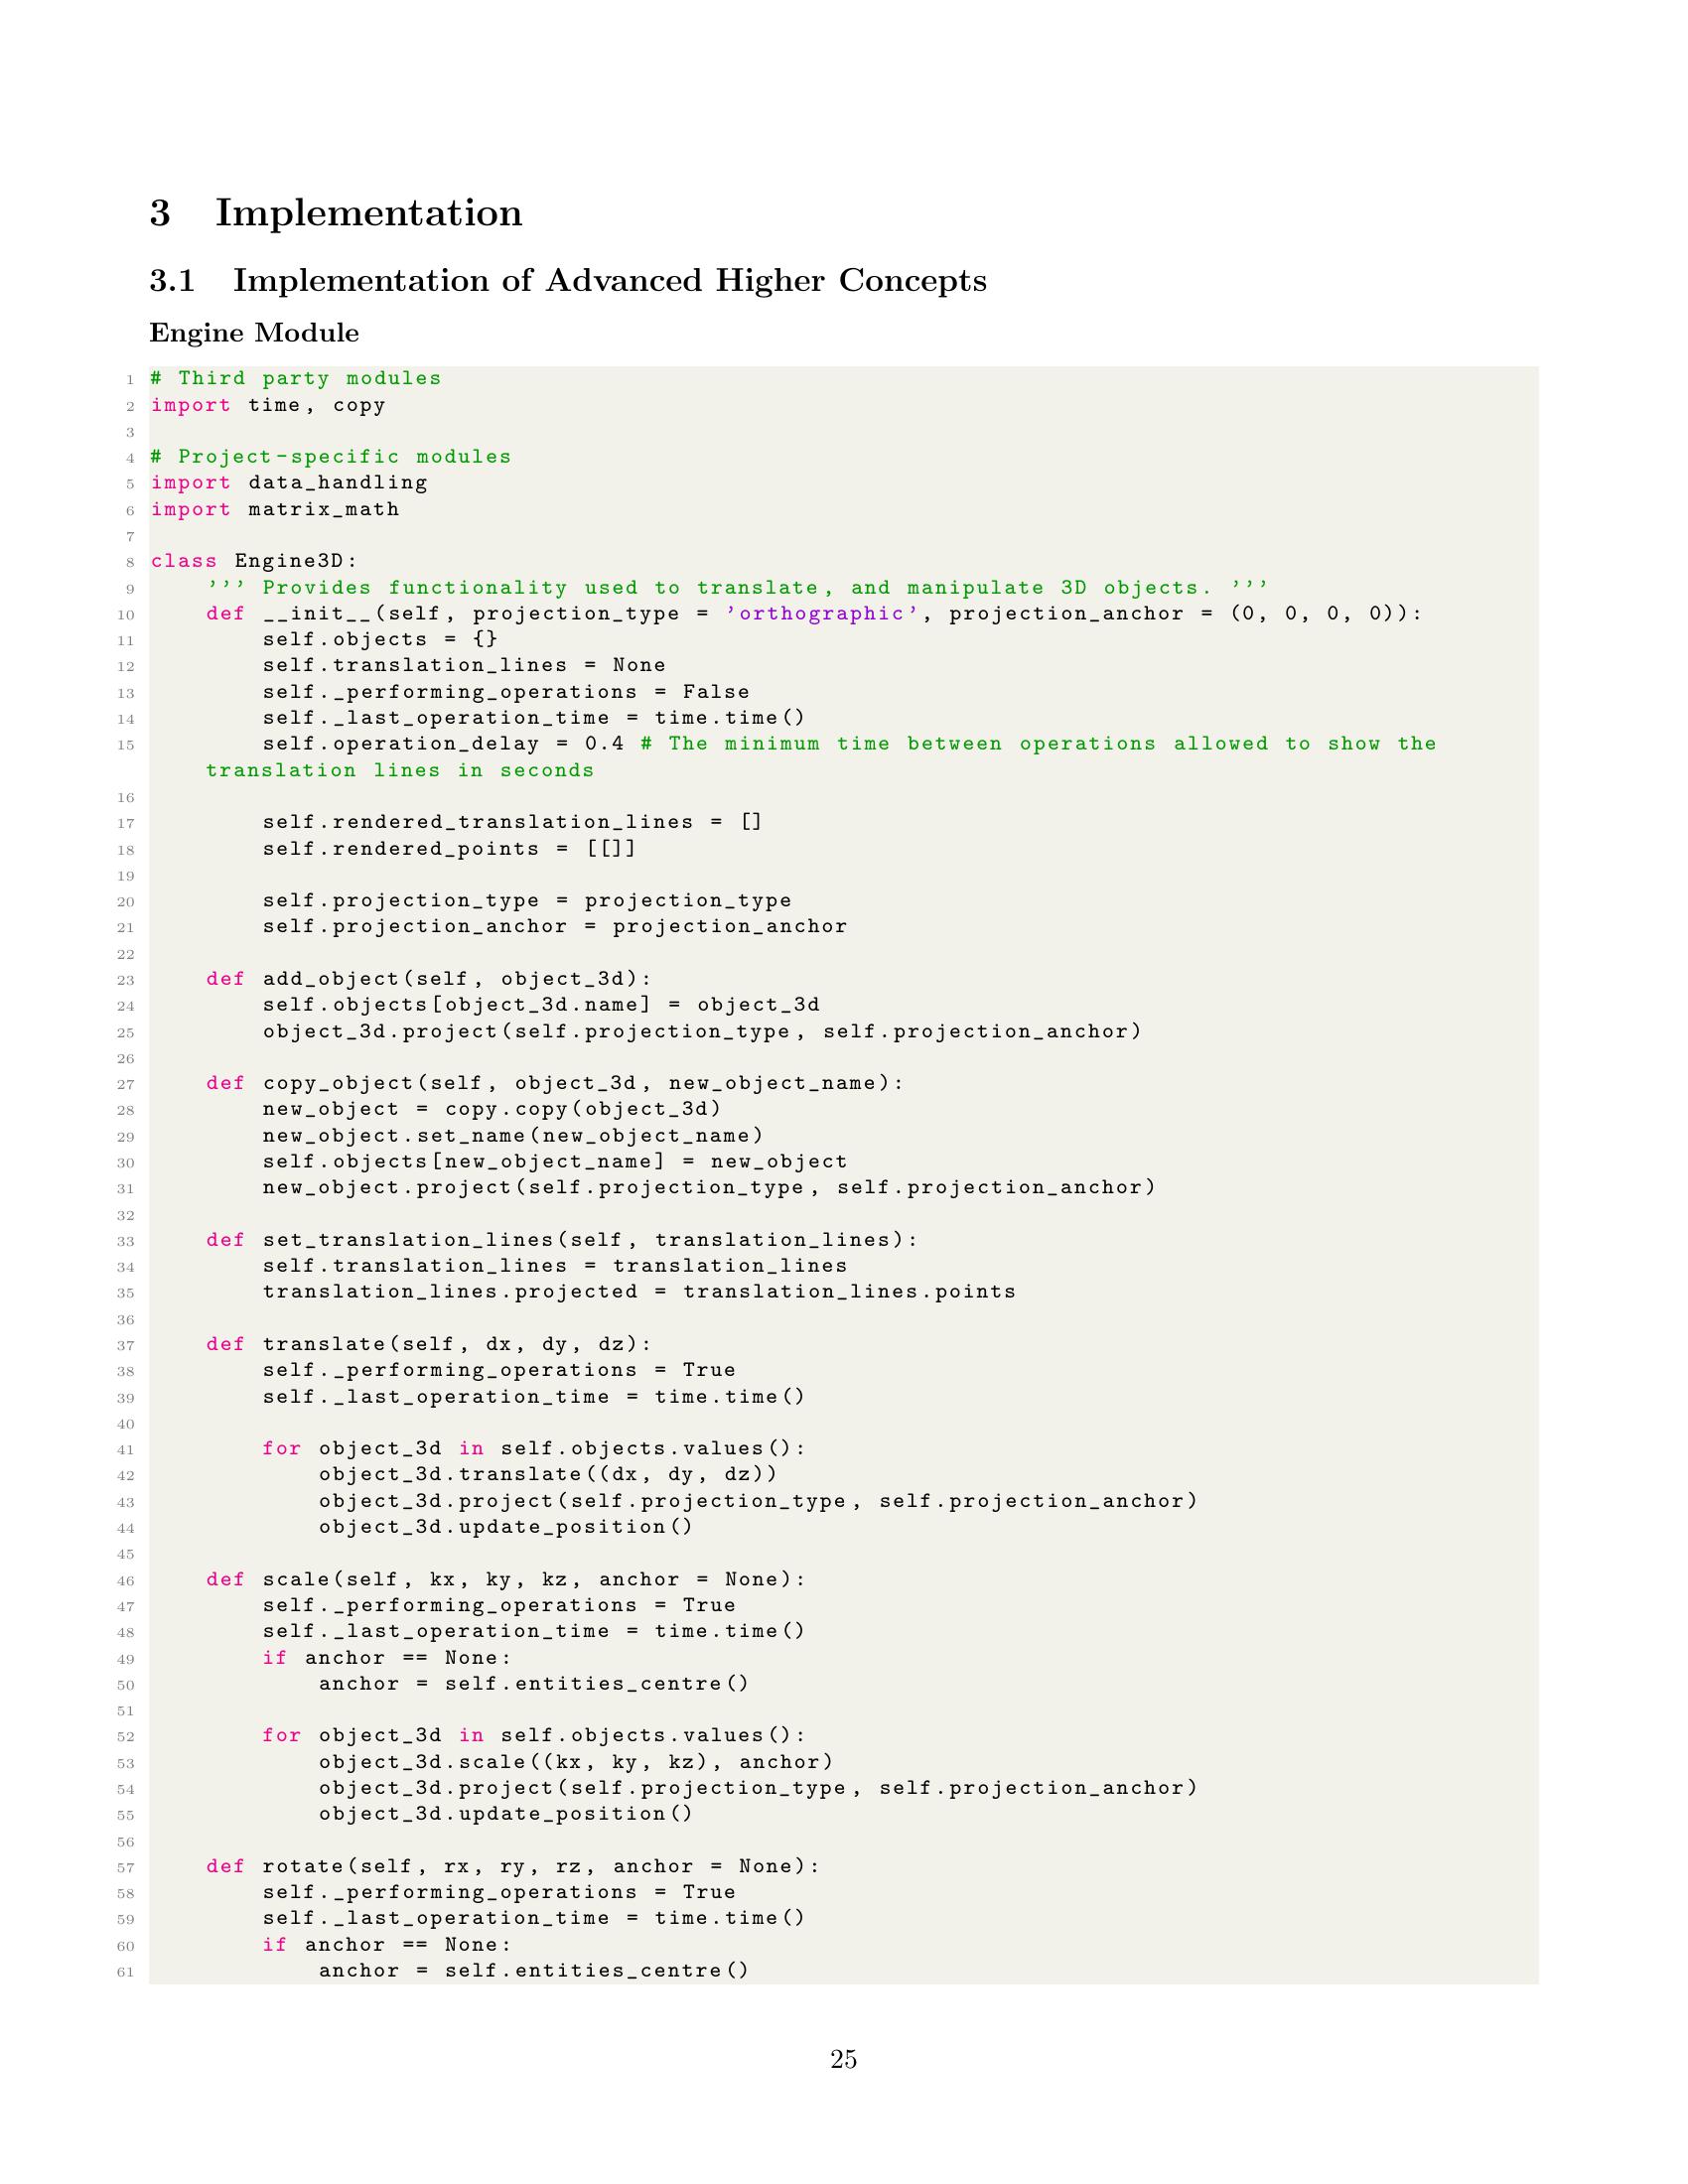 3 Implementation
3.1 Implementation of Advanced Higher Concepts
Engine Module
1 # Third party modules
2 import time, copy
3
4 # Project-specific modules
5 import data_handling
6 import matrix_math
7
8 class Engine3D:
9     ''' Provides functionality used to translate, and manipulate 3D objects. '''
10     def __init__(self, projection_type = 'orthographic', projection_anchor = (0, 0, 0, 0)):
11         self.objects = {}
12         self.translation_lines = None
13         self._performing_operations = False
14         self._last_operation_time = time.time()
15         self.operation_delay = 0.4 # The minimum time between operations allowed to show the
    translation lines in seconds
16
17         self.rendered_translation_lines = []
18         self.rendered_points = [[]]
19
20         self.projection_type = projection_type
21         self.projection_anchor = projection_anchor
22
23     def add_object(self, object_3d):
24         self.objects[object_3d.name] = object_3d
25         object_3d.project(self.projection_type, self.projection_anchor)
26
27     def copy_object(self, object_3d, new_object_name):
28         new_object = copy.copy(object_3d)
29         new_object.set_name(new_object_name)
30         self.objects[new_object_name] = new_object
31         new_object.project(self.projection_type, self.projection_anchor)
32
33     def set_translation_lines(self, translation_lines):
34         self.translation_lines = translation_lines
35         translation_lines.projected = translation_lines.points
36
37     def translate(self, dx, dy, dz):
38         self._performing_operations = True
39         self._last_operation_time = time.time()
40
41         for object_3d in self.objects.values():
42             object_3d.translate((dx, dy, dz))
43             object_3d.project(self.projection_type, self.projection_anchor)
44             object_3d.update_position()
45
46     def scale(self, kx, ky, kz, anchor = None):
47         self._performing_operations = True
48         self._last_operation_time = time.time()
49         if anchor == None:
50             anchor = self.entities_centre()
51
52         for object_3d in self.objects.values():
53             object_3d.scale((kx, ky, kz), anchor)
54             object_3d.project(self.projection_type, self.projection_anchor)
55             object_3d.update_position()
56
57     def rotate(self, rx, ry, rz, anchor = None):
58         self._performing_operations = True
59         self._last_operation_time = time.time()
60         if anchor == None:
61             anchor = self.entities_centre()
25